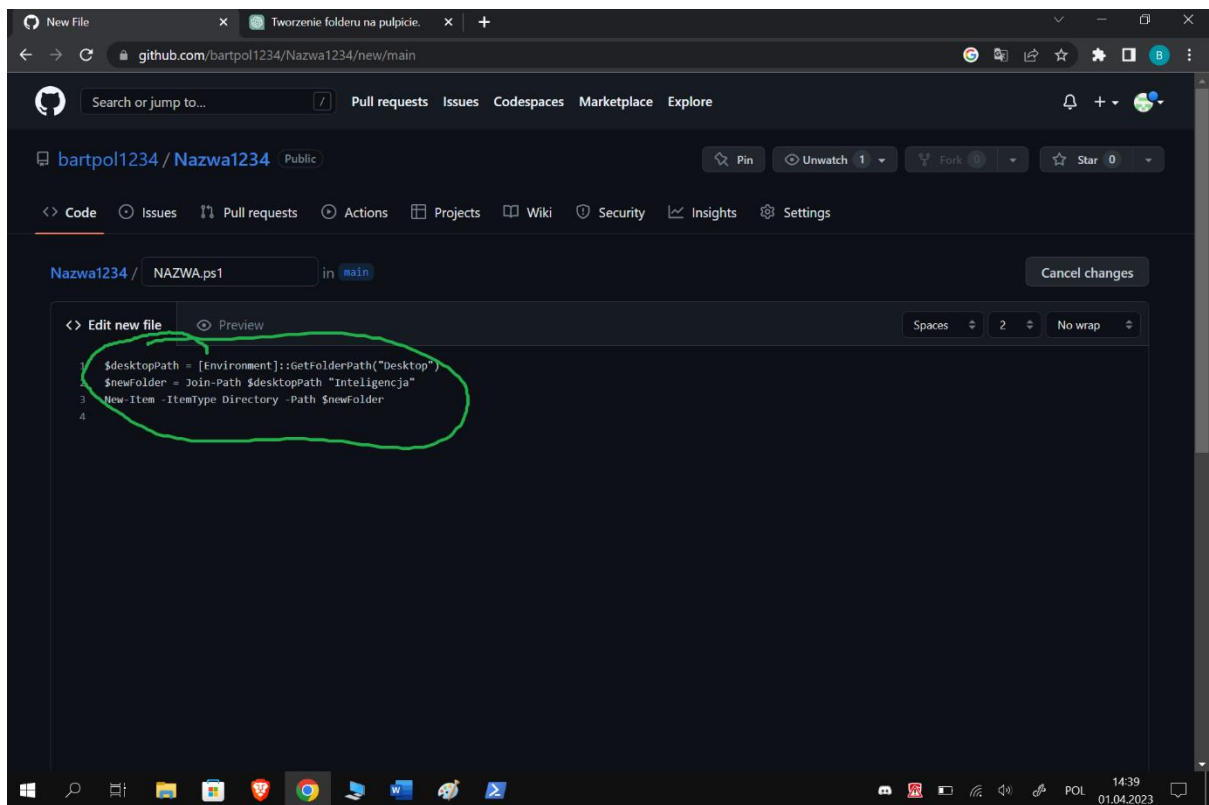 New File
Tworzenie folderu na pulpicie.
github.com/bartpol1234/Nazwa1234/new/main
B
Search or jump to...
/
Pull requests Issues Codespaces Marketplace Explore
bartpol1234 / Nazwa1234 Public
Pin
Unwatch 1
Fork 0
Star 0
<> Code
Issues
Pull requests
Actions
Projects
Wiki
Security
Insights
Settings
Nazwa1234 / NAZWA.ps1 in main
Cancel changes
<> Edit new file
Preview
Spaces
2
No wrap
1 $desktopPath = [Environment]::GetFolderPath("Desktop")
2 $newFolder = Join-Path $desktopPath "Inteligencja"
3 New-Item -ItemType Directory -Path $newFolder
4
POL
14:39
01.04.2023